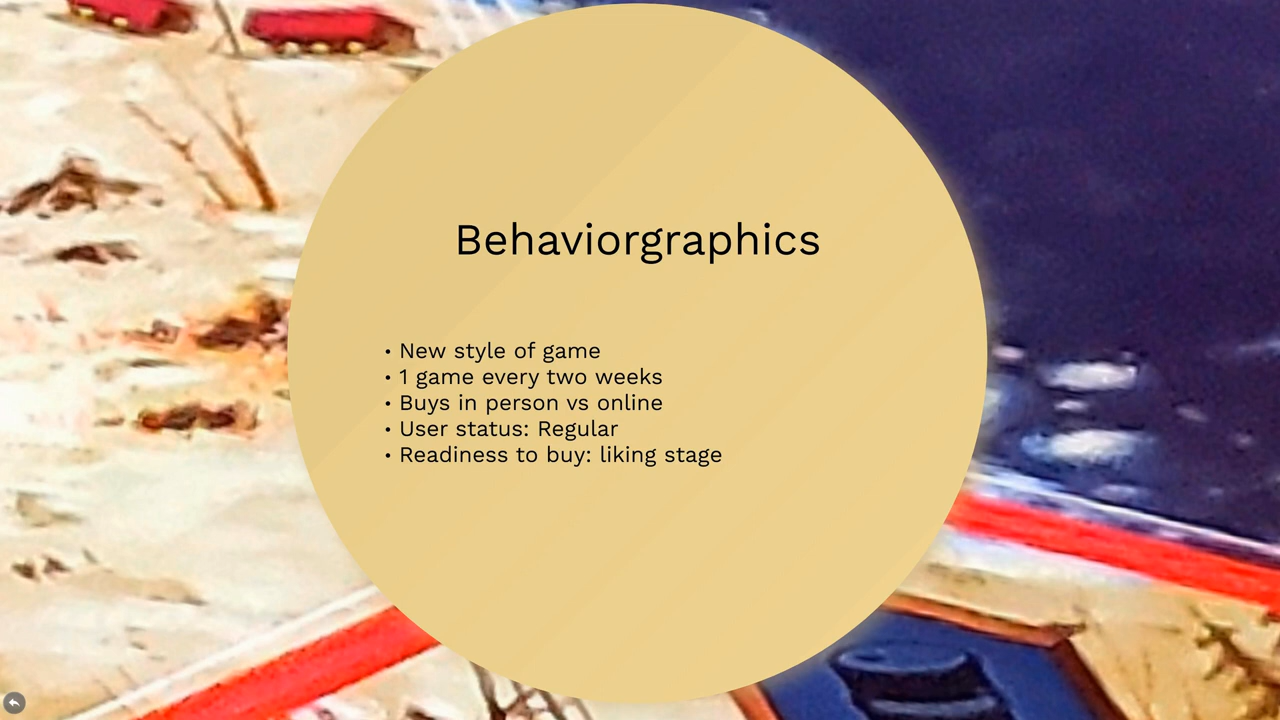 Behaviorgraphics
• New style of game
• 1 game every two weeks
• Buys in person vs online
• User status: Regular
• Readiness to buy: liking stage